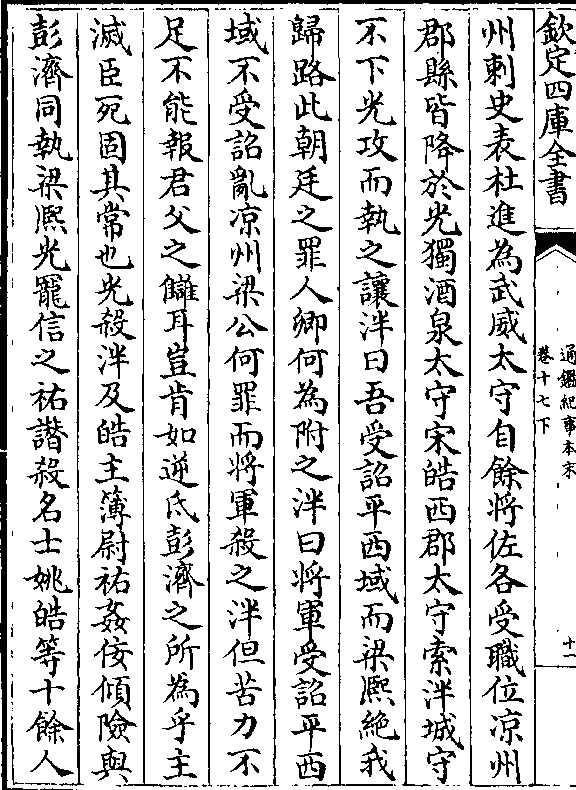 欽定四庫全書
通鑑紀事本末
卷十七下
十一
州刺史表杜進為武威太守自餘將佐各受職位涼州
郡縣皆降於光獨酒泉太守宋皓西郡太守索泮城守
不下光攻而執之讓泮曰吾受詔平西域而梁熈絶我
歸路此朝廷之罪人卿何為附之泮曰將軍受詔平西
域不受詔亂涼州梁公何罪而將軍殺之泮但苦力不
足不能報君父之讎耳豈肯如逆氐彭濟之所為乎主
滅臣死固其常也光殺泮及皓主簿尉祐姦佞傾險與
彭濟同執梁熈光寵信之祐譖殺名士姚皓等十餘人